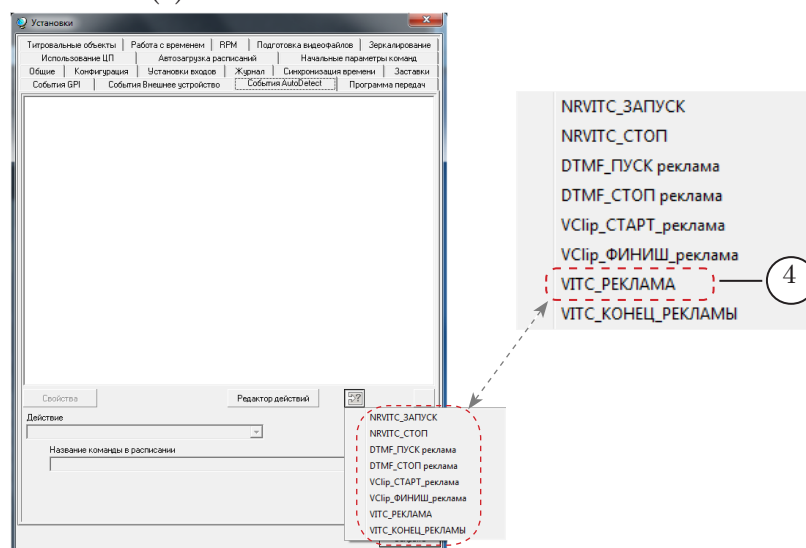 Установки
Титровальные объекты Работа с временем RPM Подготовка видеофайлов Зеркалирование
Использование ЦП Автозагрузка расписаний Начальные параметры команд
Общие Конфигурация Установки входов Журнал Синхронизация времени Заставки
События GPI События Внешнее устройство События AutoDetect Программа передач
Свойства Редактор действий
Действие
Название команды в расписании
NRVITC_ЗАПУСК
NRVITC_СТОП
DTMF_ПУСК реклама
DTMF_СТОП реклама
VClip_СТАРТ_реклама
VClip_ФИНИШ_реклама
VITC_РЕКЛАМА
VITC_КОНЕЦ_РЕКЛАМЫ
NRVITC_ЗАПУСК
NRVITC_СТОП
DTMF_ПУСК реклама
DTMF_СТОП реклама
VClip_СТАРТ_реклама
VClip_ФИНИШ_реклама
VITC_РЕКЛАМА
4
VITC_КОНЕЦ_РЕКЛАМЫ